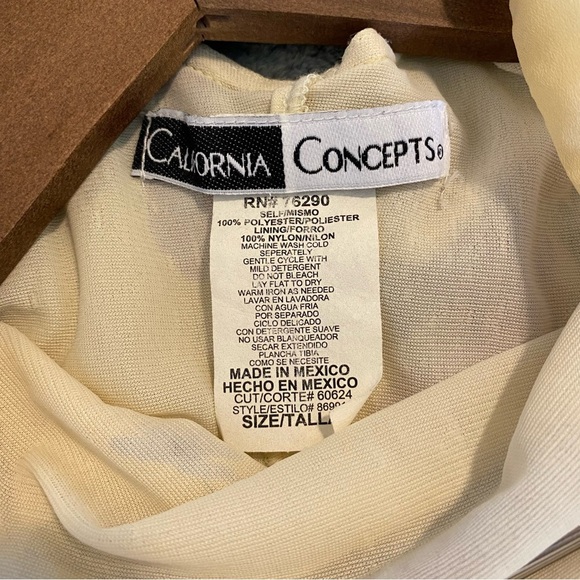 CALIFORNIA CONCEPTS®
RN# 76290
SELF/MISMO
100% POLYESTER/POLIESTER
LINING/FORRO
100% NYLON/NILON
MACHINE WASH COLD
SEPERATELY
GENTLE CYCLE WITH
MILD DETERGENT
DO NOT BLEACH
LAY FLAT TO DRY
WARM IRON AS NEEDED
LAVAR EN LAVADORA
CON AGUA FRIA
POR SEPARADO
CICLO DELICADO
CON DETERGENTE SUAVE
NO USAR BLANQUEADOR
SECAR EXTENDIDO
PLANCHA TIBIA
COMO SE NECESITE
MADE IN MEXICO
HECHO EN MEXICO
CUT/CORTE# 60624
STYLE/ESTILO#
SIZE/TALLA